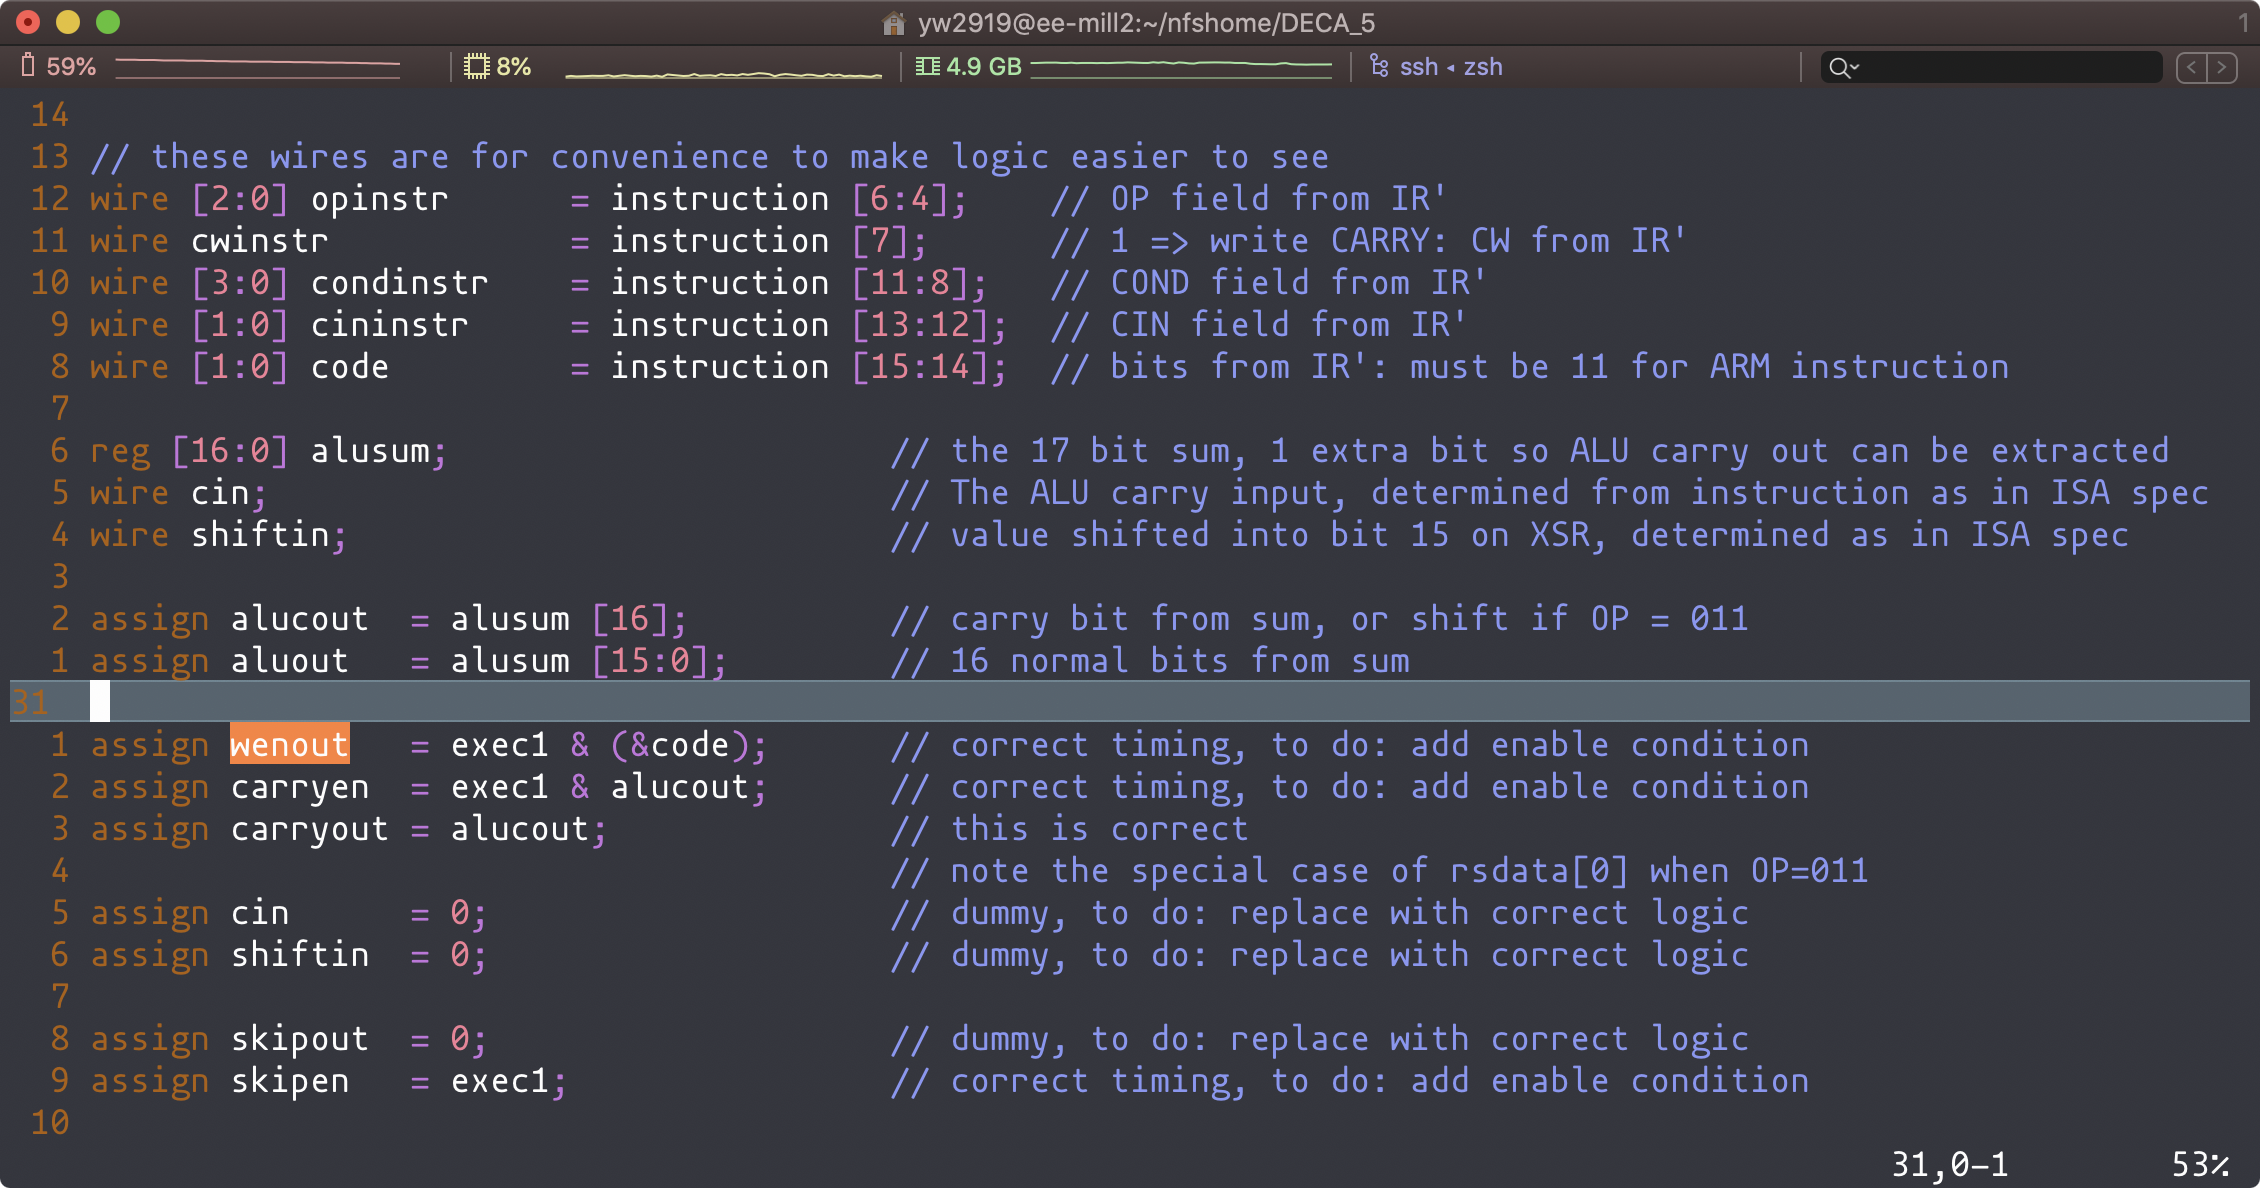 yw2919@ee-mill2:~/nfshome/DECA_5 1
59% 8% 4.9 GB ssh ◂ zsh
14
13 // these wires are for convenience to make logic easier to see
12 wire [2:0] opinstr = instruction [6:4]; // OP field from IR'
11 wire cwinstr = instruction [7]; // 1 => write CARRY: CW from IR'
10 wire [3:0] condinstr = instruction [11:8]; // COND field from IR'
9 wire [1:0] cininstr = instruction [13:12]; // CIN field from IR'
8 wire [1:0] code = instruction [15:14]; // bits from IR': must be 11 for ARM instruction
7
6 reg [16:0] alusum; // the 17 bit sum, 1 extra bit so ALU carry out can be extracted
5 wire cin; // The ALU carry input, determined from instruction as in ISA spec
4 wire shiftin; // value shifted into bit 15 on XSR, determined as in ISA spec
3
2 assign alucout = alusum [16]; // carry bit from sum, or shift if OP = 011
1 assign aluout = alusum [15:0]; // 16 normal bits from sum
31
1 assign wenout = exec1 & (&code); // correct timing, to do: add enable condition
2 assign carryen = exec1 & alucout; // correct timing, to do: add enable condition
3 assign carryout = alucout; // this is correct
4 // note the special case of rsdata[0] when OP=011
5 assign cin = 0; // dummy, to do: replace with correct logic
6 assign shiftin = 0; // dummy, to do: replace with correct logic
7
8 assign skipout = 0; // dummy, to do: replace with correct logic
9 assign skipen = exec1; // correct timing, to do: add enable condition
10
31,0-1 53%